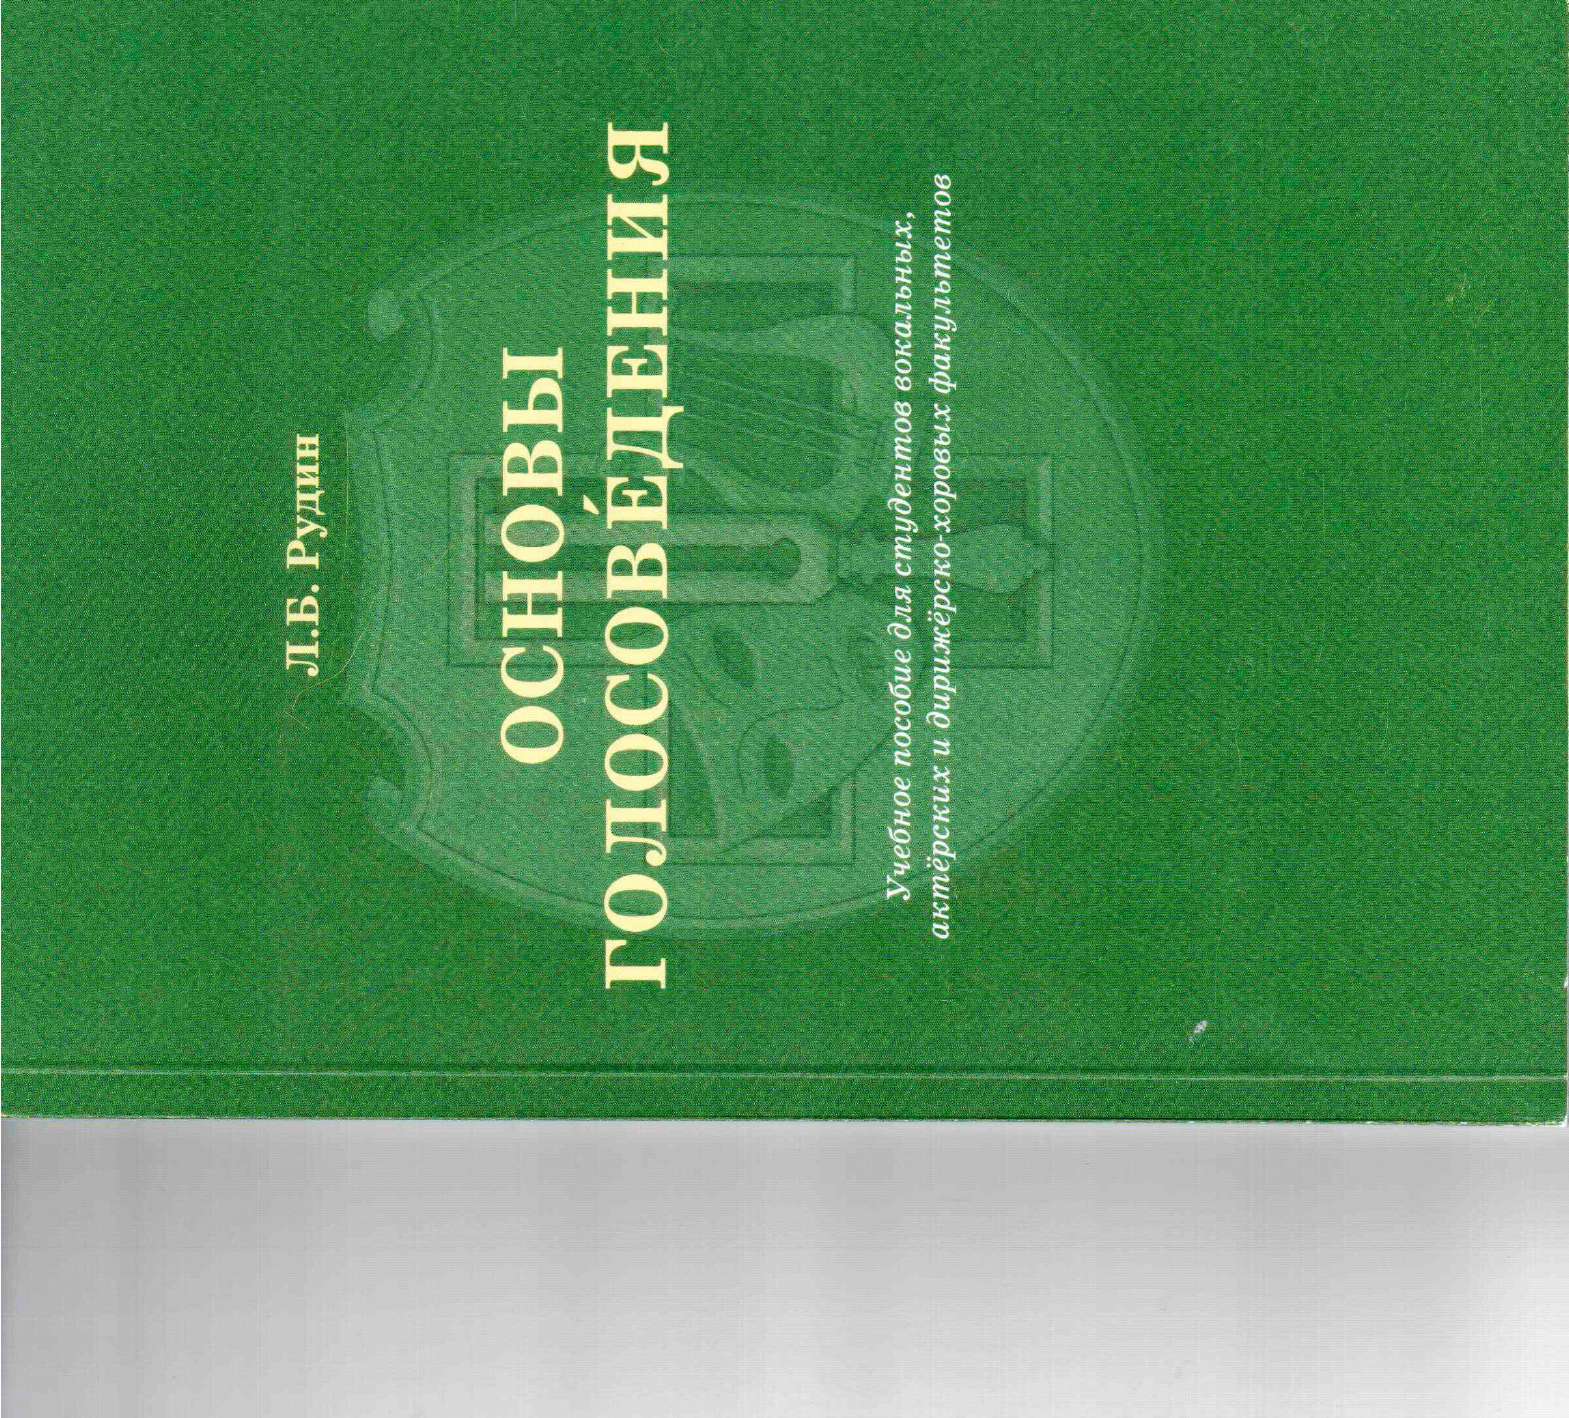 Л.Б. Рудин
ОСНОВЫ
ГОЛОСОВЕ́ДЕНИЯ
Учебное пособие для студентов вокальных,
актёрских и дирижёрско-хоровых факультетов